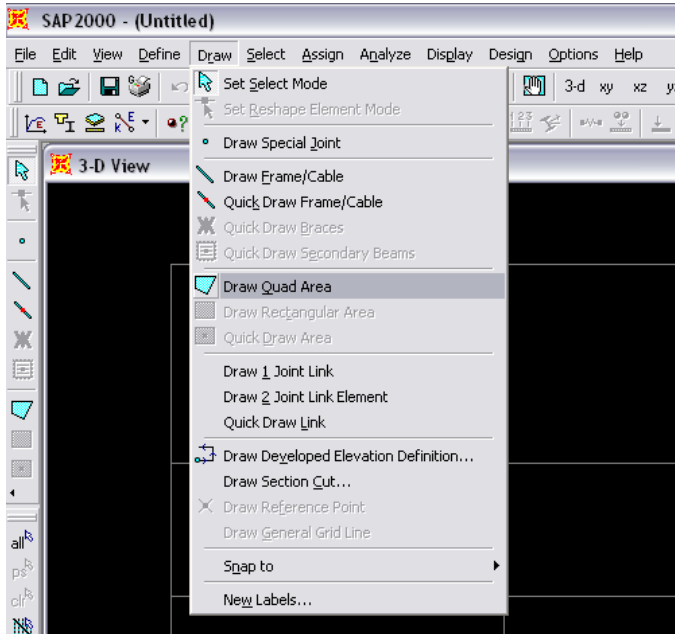 SAP2000 - (Untitled)
File Edit View Define Draw Select Assign Analyze Display Design Options Help
3-d xy xz
Set Select Mode
Set Reshape Element Mode
Draw Special Joint
3-D View
Draw Frame/Cable
Quick Draw Frame/Cable
Quick Draw Braces
Quick Draw Secondary Beams
Draw Quad Area
Draw Rectangular Area
Quick Draw Area
Draw 1 Joint Link
Draw 2 Joint Link Element
Quick Draw Link
Draw Developed Elevation Definition...
Draw Section Cut...
Draw Reference Point
Draw General Grid Line
Snap to
New Labels...
all
ps
clr